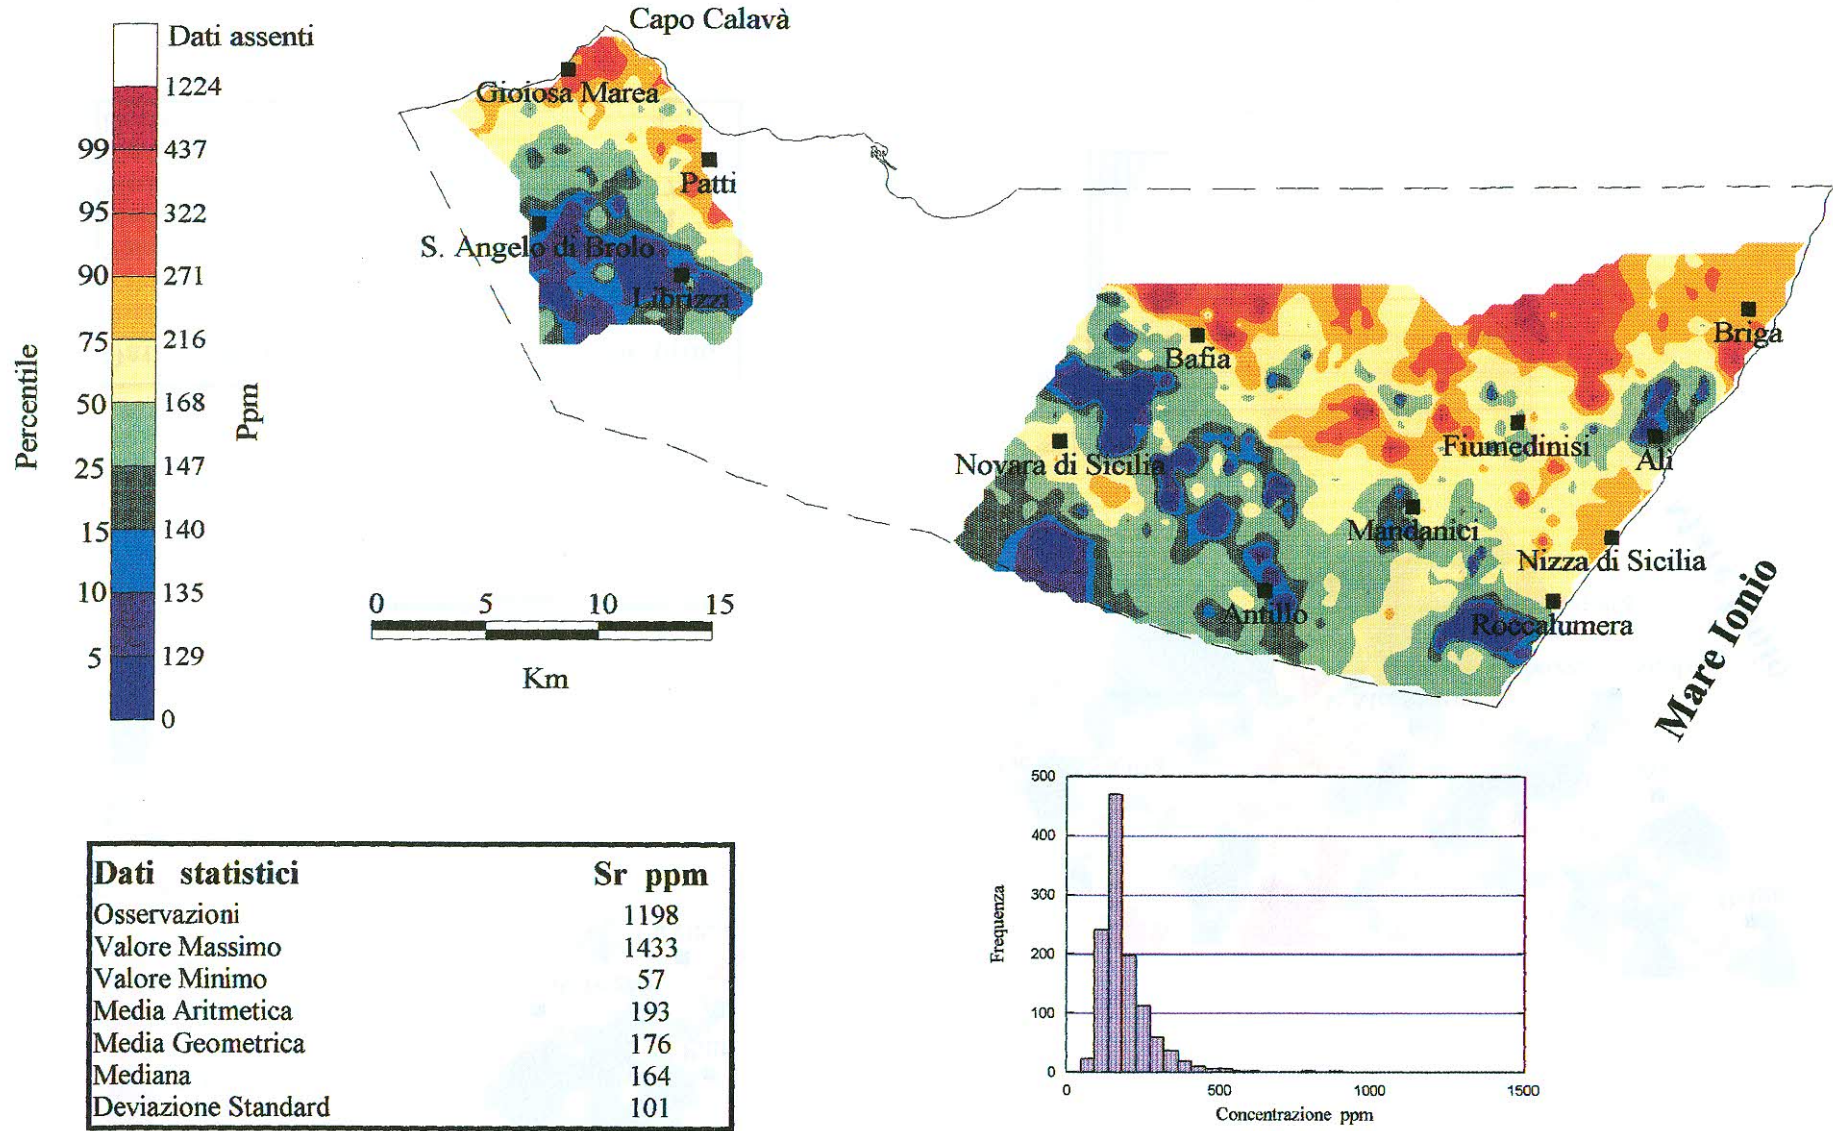 Capo Calavà
Dati assenti
1224
Gioiosa Marea
99
437
Patti
95
322
S. Angelo di Brolo
90
271
Librizzi
Briga
75
216
Bafia
Percentile
Ppm
50
168
Fiumedinisi
Alì
Novara di Sicilia
25
147
Mandanici
15
140
Nizza di Sicilia
10
135
0 5 10 15
Antillo
Roccalumera
5
129
Km
Mare Ionio
0
Dati statistici Sr ppm
Osservazioni 1198
Valore Massimo 1433
Valore Minimo 57
Media Aritmetica 193
Media Geometrica 176
Mediana 164
Deviazione Standard 101
500
400
300
Frequenza
200
100
0
0 500 1000 1500
Concentrazione ppm